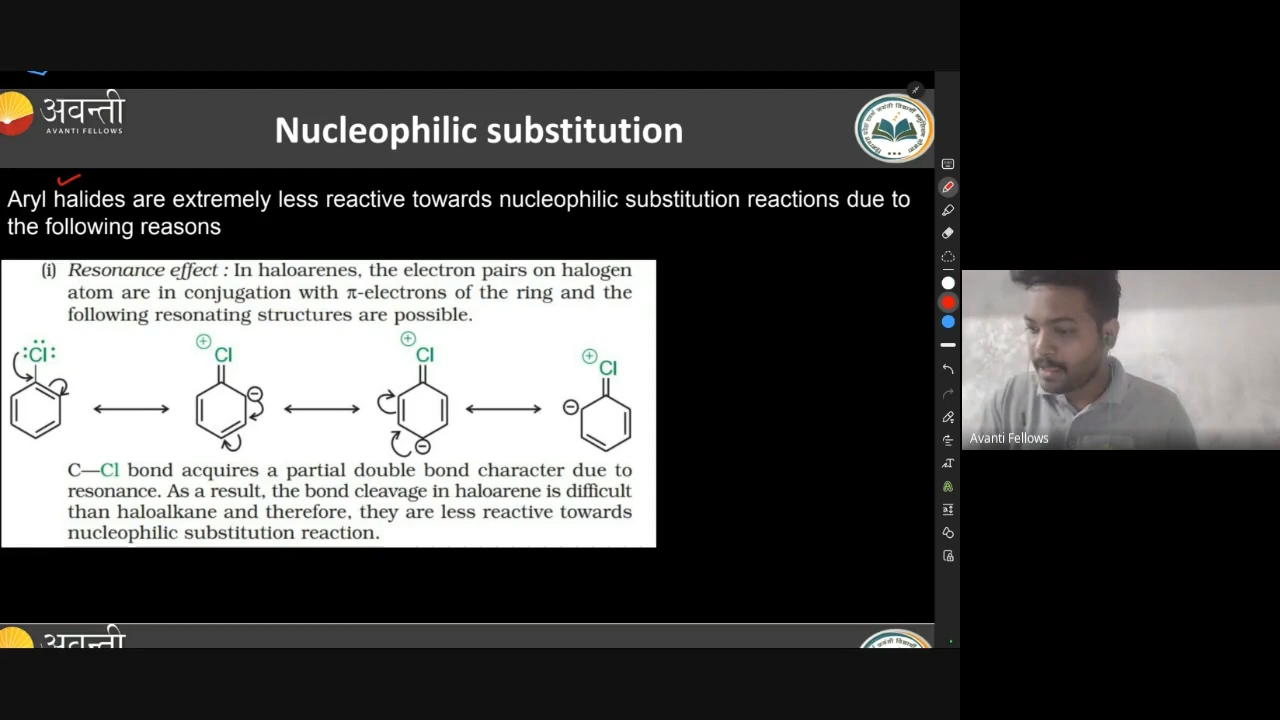 अवन्ती
AVANTI FELLOWS
Nucleophilic substitution
Aryl halides are extremely less reactive towards nucleophilic substitution reactions due to
the following reasons
(i) Resonance effect : In haloarenes, the electron pairs on halogen
atom are in conjugation with π-electrons of the ring and the
following resonating structures are possible.
:Cl: ⊕ Cl ⊕ Cl ⊕ Cl
⊖ ⊖ ⊖
C—Cl bond acquires a partial double bond character due to
resonance. As a result, the bond cleavage in haloarene is difficult
than haloalkane and therefore, they are less reactive towards
nucleophilic substitution reaction.
Avanti Fellows
अवन्ती